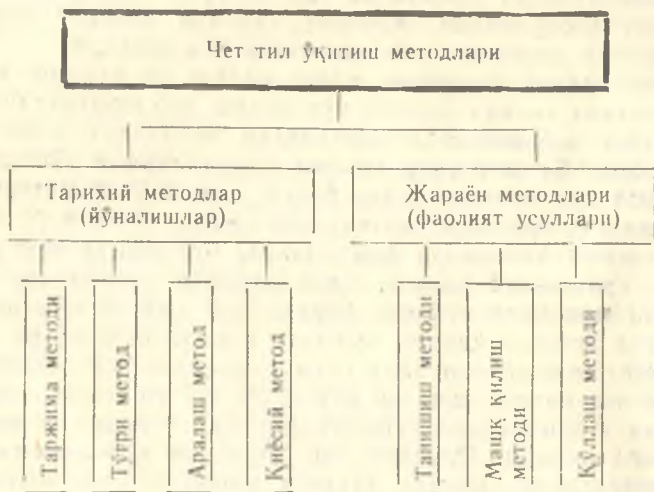 Чет тил ўқитиш методлари
Тарихий методлар
(йўналишлар)
Жараён методлари
(фаолият усуллари)
Таржима методи
Тўғри метод
Аралаш метод
Қиёсий метод
Танишиш методи
Машқ қилиш
методи
Қўллаш методи